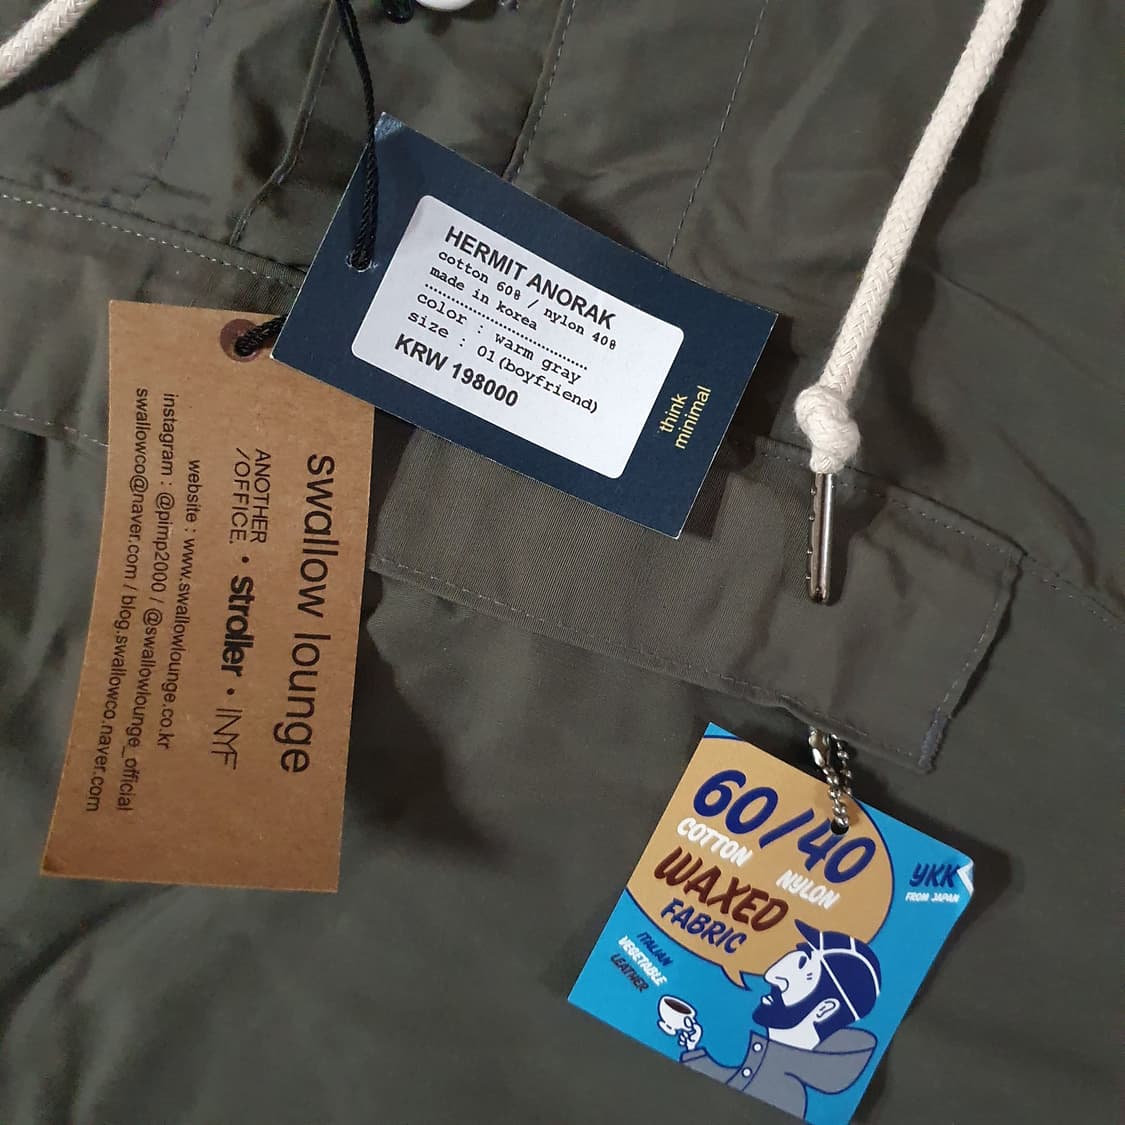 HERMIT ANORAK
cotton 60% / nylon 40%
made in korea
color : warm gray
size : 01(boyfriend)
KRW 198000
think
minimal
swallow lounge
ANOTHER
/OFFICE. • stroller • INYF
website : www.swallowlounge.co.kr
instagram : @pimp2000 / @swallowlounge_official
swallowco@naver.com / blog.swallowco.naver.com
60/40
COTTON NYLON
WAXED
FABRIC
YKK
FROM JAPAN
ITALIAN
VEGETABLE
LEATHER